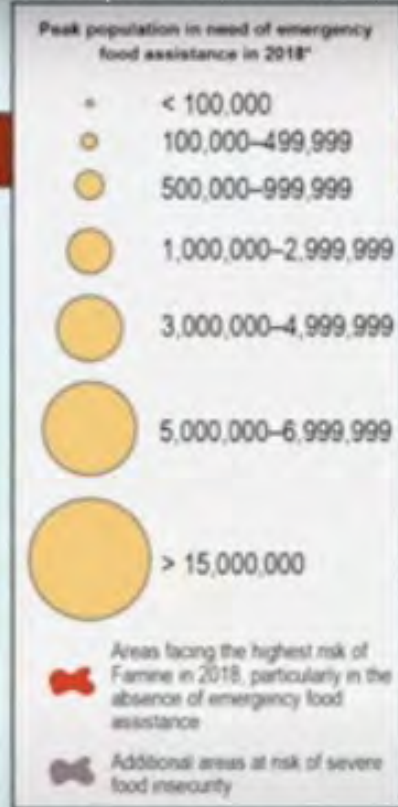 Peak population in need of emergency
food assistance in 2018*
< 100,000
100,000–499,999
500,000–999,999
1,000,000–2,999,999
3,000,000–4,999,999
5,000,000–6,999,999
> 15,000,000
Areas facing the highest risk of
Famine in 2018, particularly in the
absence of emergency food
assistance
Additional areas at risk of severe
food insecurity